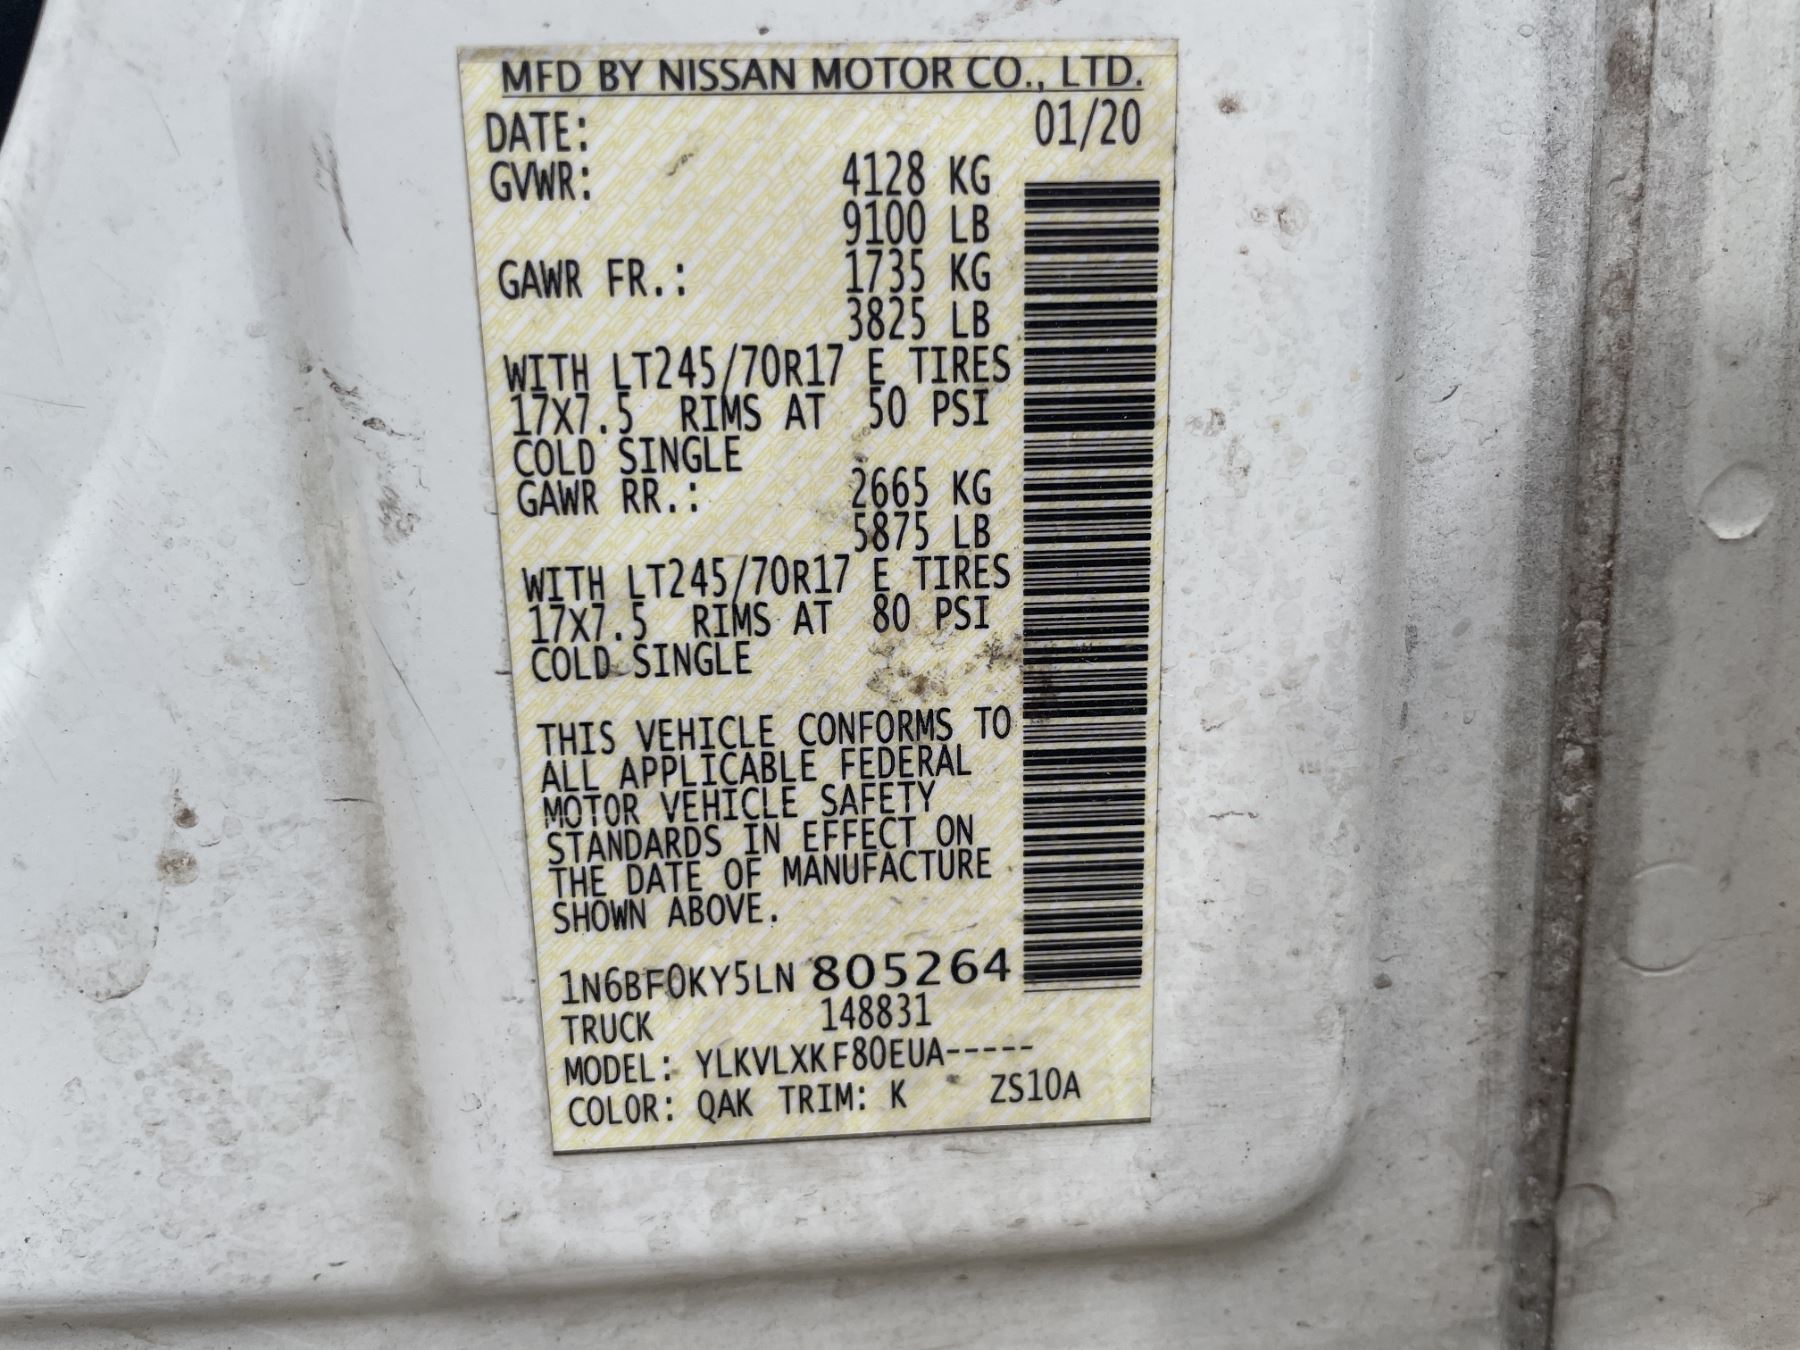 MFD BY NISSAN MOTOR CO., LTD.
DATE: 01/20
GVWR: 4128 KG
9100 LB
GAWR FR.: 1735 KG
3825 LB
WITH LT245/70R17 E TIRES
17X7.5 RIMS AT 50 PSI
COLD SINGLE
GAWR RR.: 2665 KG
5875 LB
WITH LT245/70R17 E TIRES
17X7.5 RIMS AT 80 PSI
COLD SINGLE
THIS VEHICLE CONFORMS TO
ALL APPLICABLE FEDERAL
MOTOR VEHICLE SAFETY
STANDARDS IN EFFECT ON
THE DATE OF MANUFACTURE
SHOWN ABOVE.
1N6BF0KY5LN 805264
TRUCK 148831
MODEL: YLKVLXKF80EUA-----
COLOR: QAK TRIM: K ZS10A